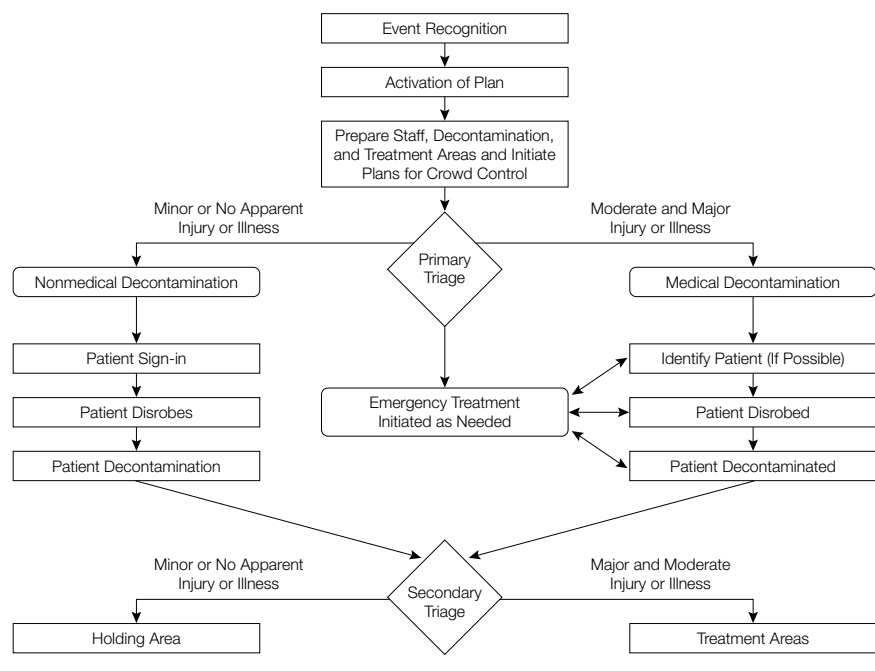 Event Recognition
Activation of Plan
Prepare Staff, Decontamination,
and Treatment Areas and Initiate
Plans for Crowd Control
Minor or No Apparent
Injury or Illness
Moderate and Major
Injury or Illness
Primary
Triage
Nonmedical Decontamination
Medical Decontamination
Patient Sign-in
Identify Patient (If Possible)
Emergency Treatment
Initiated as Needed
Patient Disrobes
Patient Disrobed
Patient Decontamination
Patient Decontaminated
Minor or No Apparent
Injury or Illness
Major and Moderate
Injury or Illness
Secondary
Triage
Holding Area
Treatment Areas